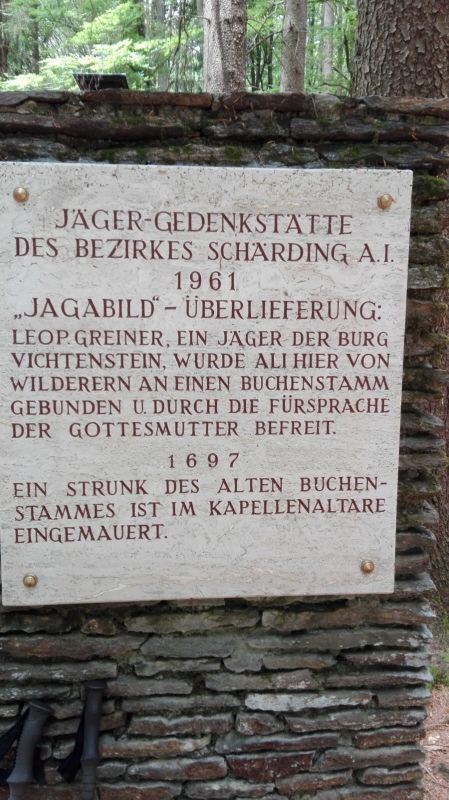 JÄGER-GEDENKSTÄTTE
DES BEZIRKES SCHÄRDING A.I.
1961
„JAGABILD“ – ÜBERLIEFERUNG:
LEOP. GREINER, EIN JÄGER DER BURG
VICHTENSTEIN, WURDE ALLHIER VON
WILDERERN AN EINEN BUCHENSTAMM
GEBUNDEN U. DURCH DIE FÜRSPRACHE
DER GOTTESMUTTER BEFREIT.
1697
EIN STRUNK DES ALTEN BUCHEN-
STAMMES IST IM KAPELLENALTARE
EINGEMAUERT.